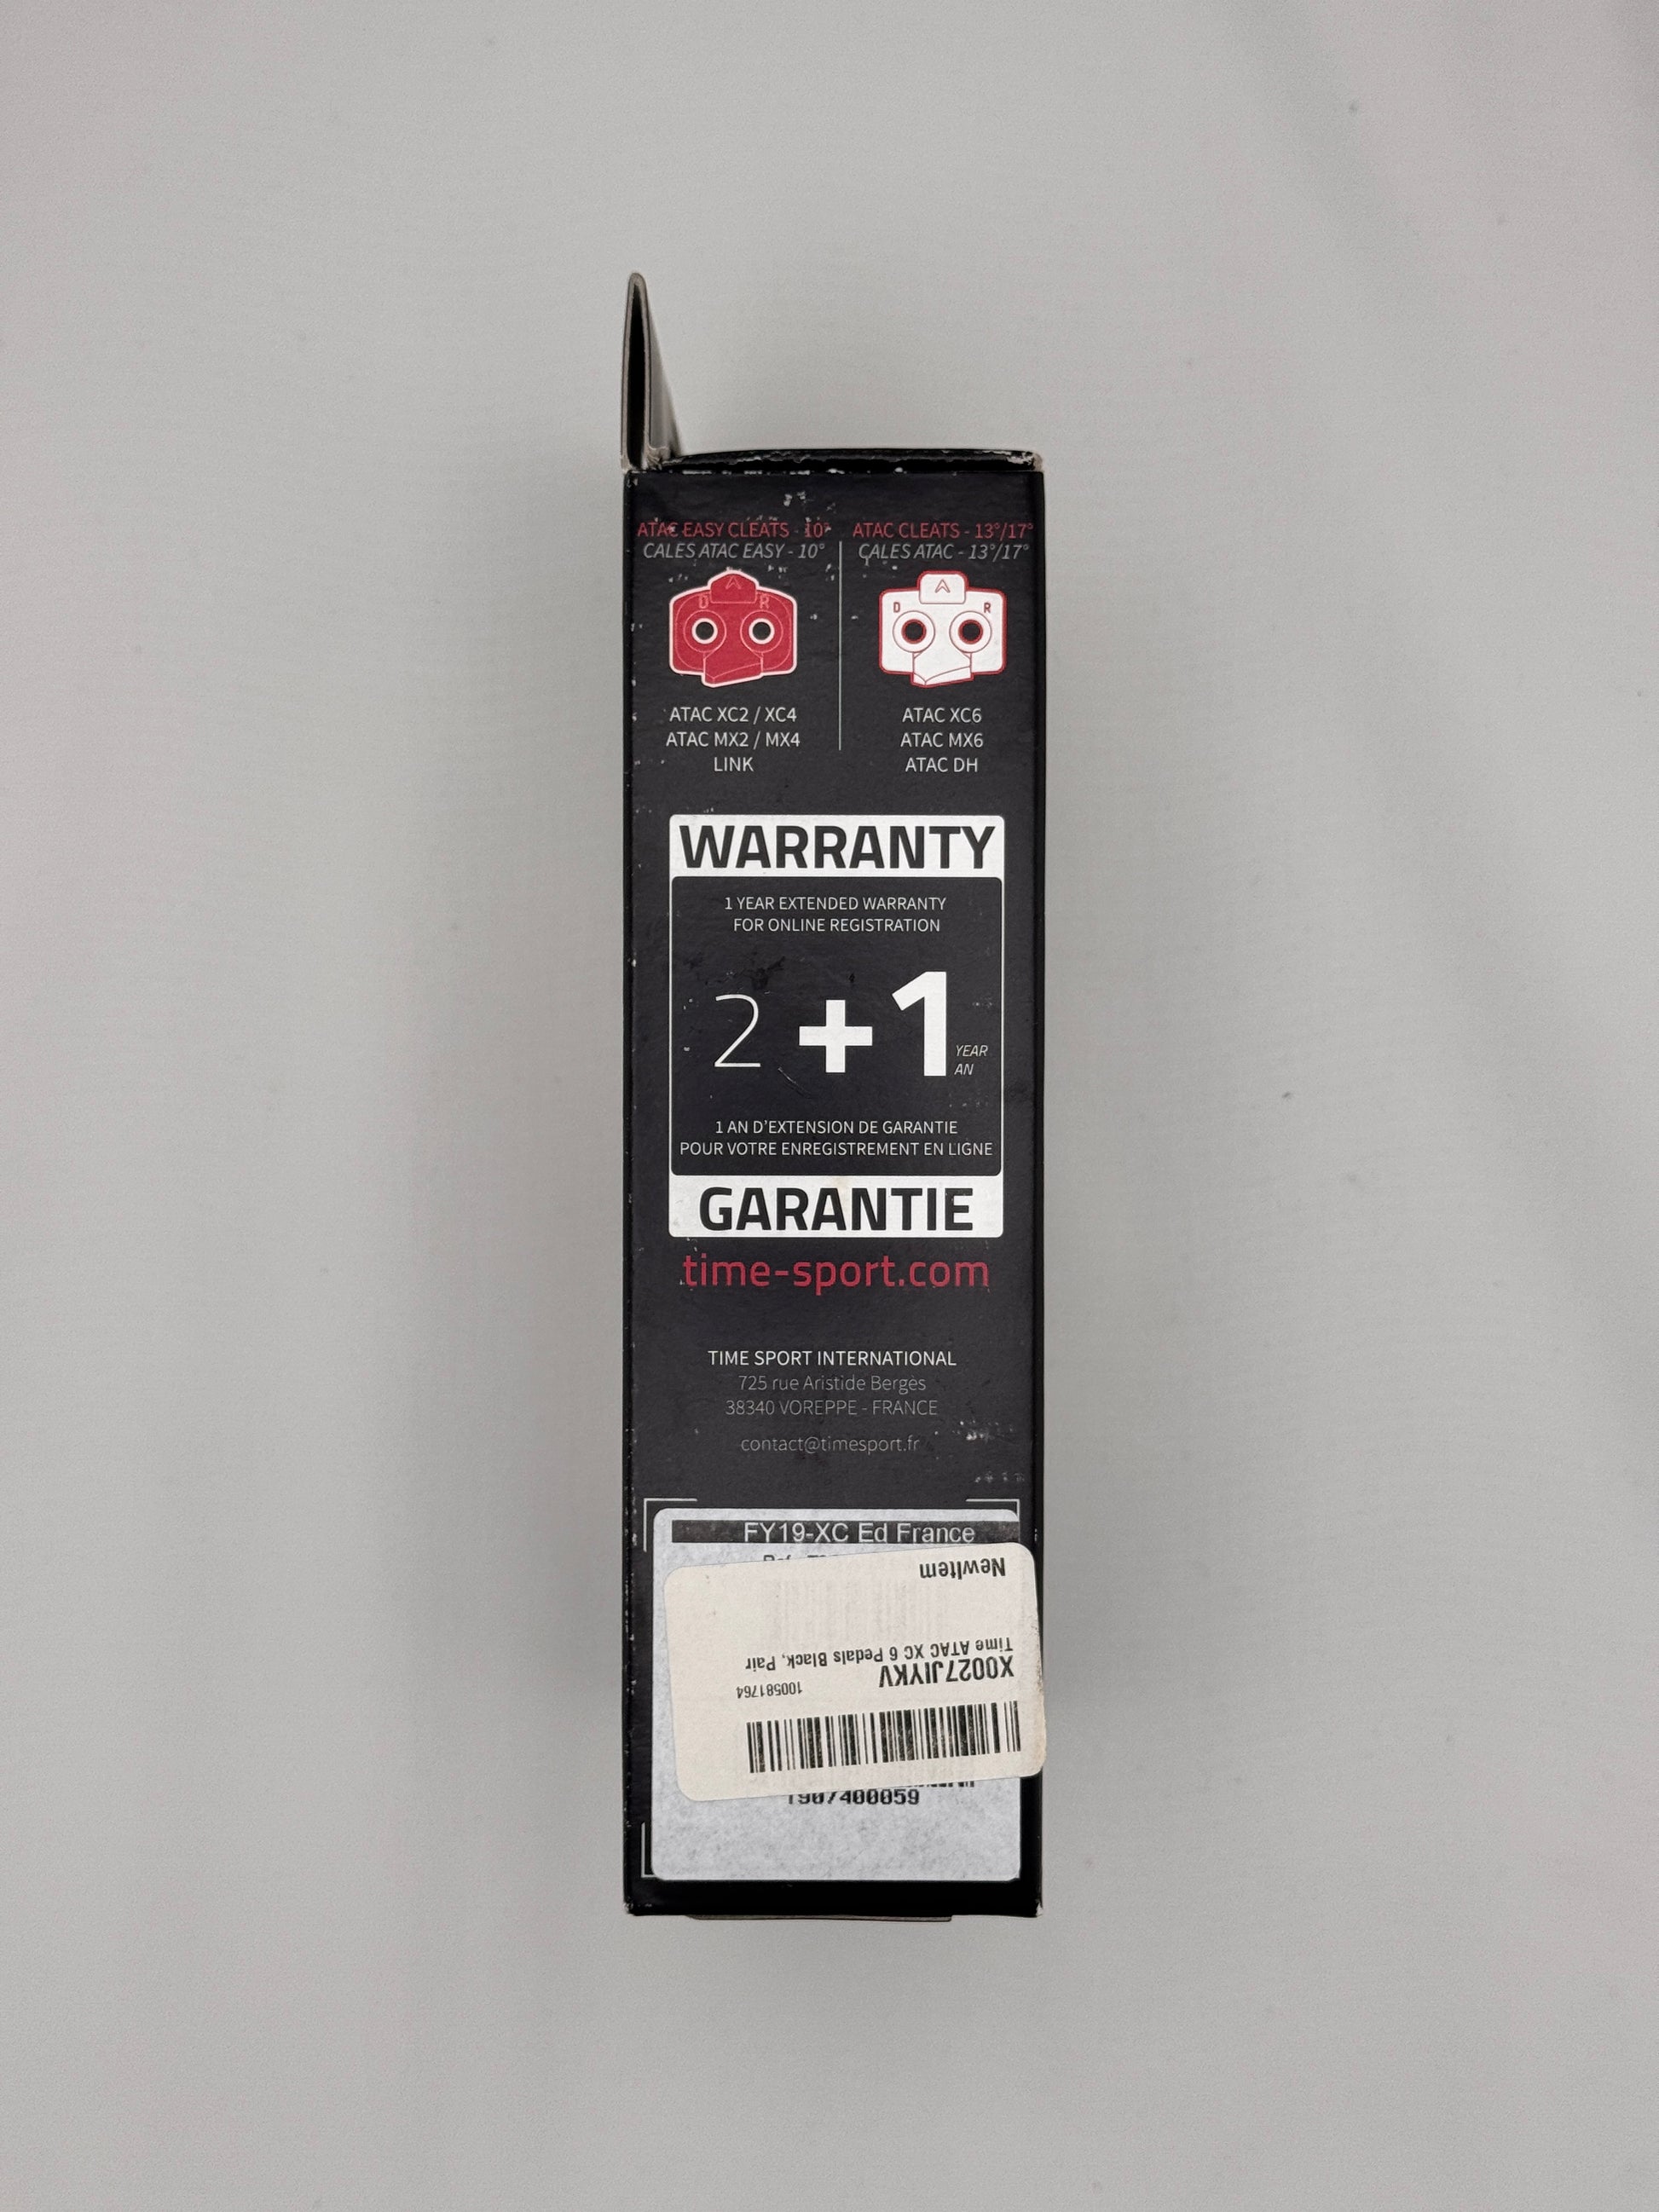 ATAC EASY CLEATS - 10°
CALES ATAC EASY - 10°
D R
ATAC XC2 / XC4
ATAC MX2 / MX4
LINK
ATAC CLEATS - 13°/17°
CALES ATAC - 13°/17°
D R
ATAC XC6
ATAC MX6
ATAC DH
WARRANTY
1 YEAR EXTENDED WARRANTY
FOR ONLINE REGISTRATION
2 +1 YEAR
AN
1 AN D'EXTENSION DE GARANTIE
POUR VOTRE ENREGISTREMENT EN LIGNE
GARANTIE
time-sport.com
TIME SPORT INTERNATIONAL
725 rue Aristide Bergès
38340 VOREPPE - FRANCE
contact@timesport.fr
FY19-XC Ed France
X0027JIYKV 100581764
Time ATAC XC 6 Pedals Black, Pair
NewItem
1907400059